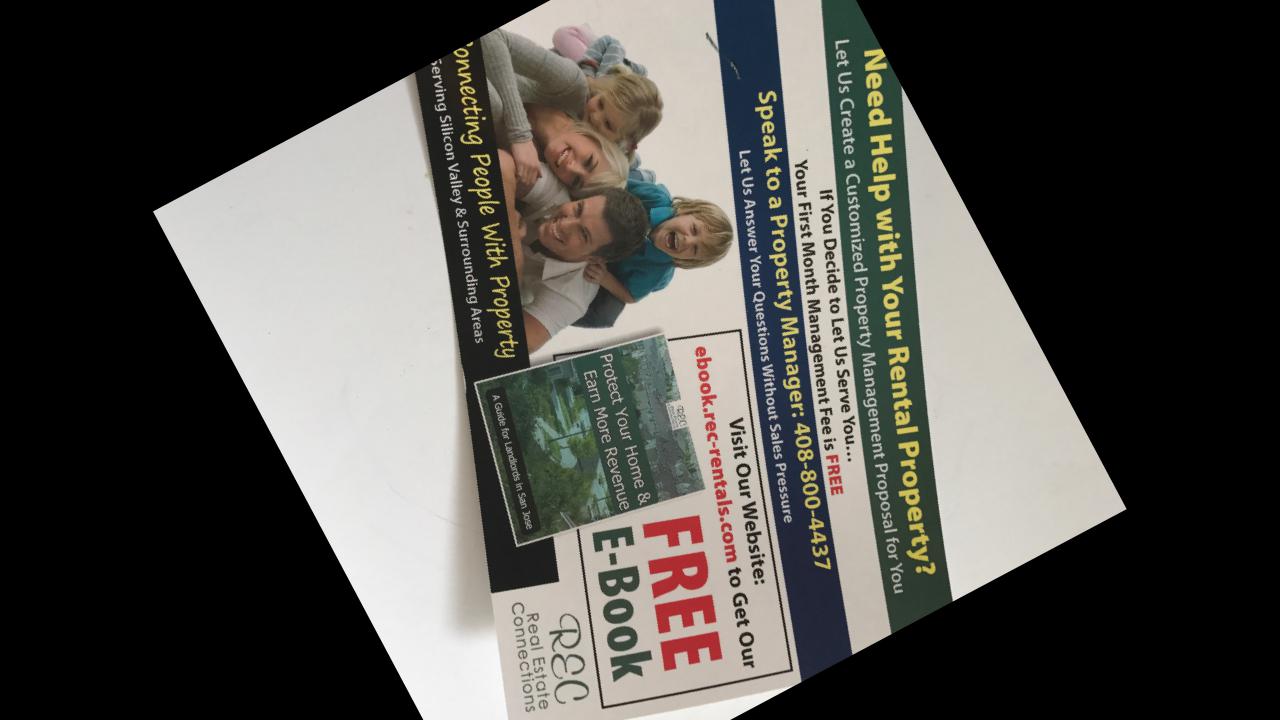 Need Help with Your Rental Property?
Let Us Create a Customized Property Management Proposal for You
If You Decide to Let Us Serve You...
Your First Month Management Fee is FREE
Speak to a Property Manager: 408-800-4437
Let Us Answer Your Questions Without Sales Pressure
Visit Our Website:
ebook.rec-rentals.com to Get Our
FREE
E-Book
REC
Protect Your Home &
Earn More Revenue
A Guide for Landlords in San Jose
onnecting People With Property
Serving Silicon Valley & Surrounding Areas
REC
Real Estate
Connections